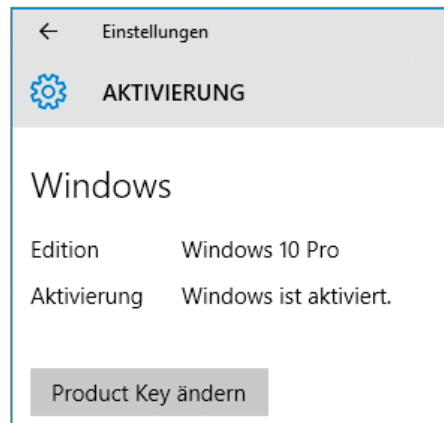 Einstellungen
AKTIVIERUNG
Windows
Edition Windows 10 Pro
Aktivierung Windows ist aktiviert.
Product Key ändern